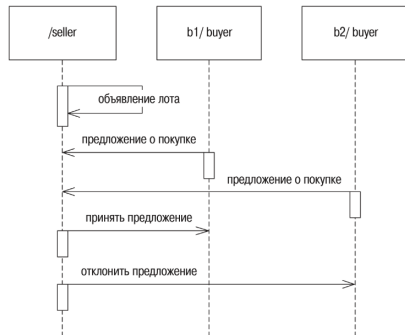 /seller
b1/ buyer
b2/ buyer
объявление лота
предложение о покупке
предложение о покупке
принять предложение
отклонить предложение